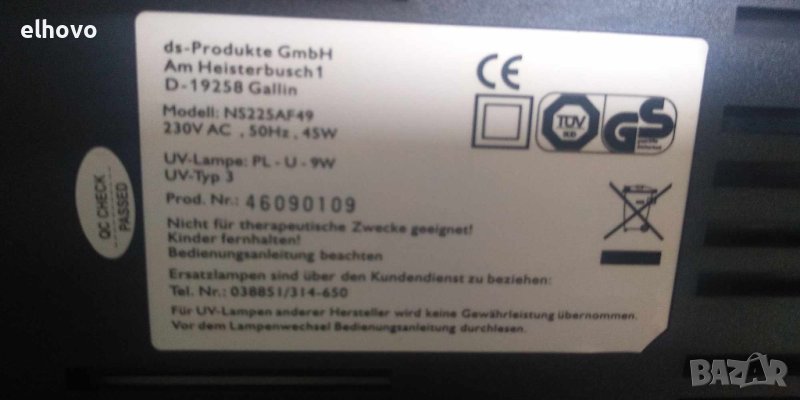 elhovo
ds-Produkte GmbH
Am Heisterbusch 1
D-19258 Gallin
Modell: NS225AF49
230V AC , 50Hz , 45W
UV-Lampe: PL - U - 9W
UV-Typ 3
Prod. Nr.: 46090109
Nicht für therapeutische Zwecke geeignet!
Kinder fernhalten!
Bedienungsanleitung beachten
Ersatzlampen sind über den Kundendienst zu beziehen:
Tel. Nr.: 038851/314-650
Für UV-Lampen anderer Hersteller wird keine Gewährleistung übernommen.
Vor dem Lampenwechsel Bedienungsanleitung durchlesen.
CE
TÜV
GS
QC CHECK
PASSED
BAZAR